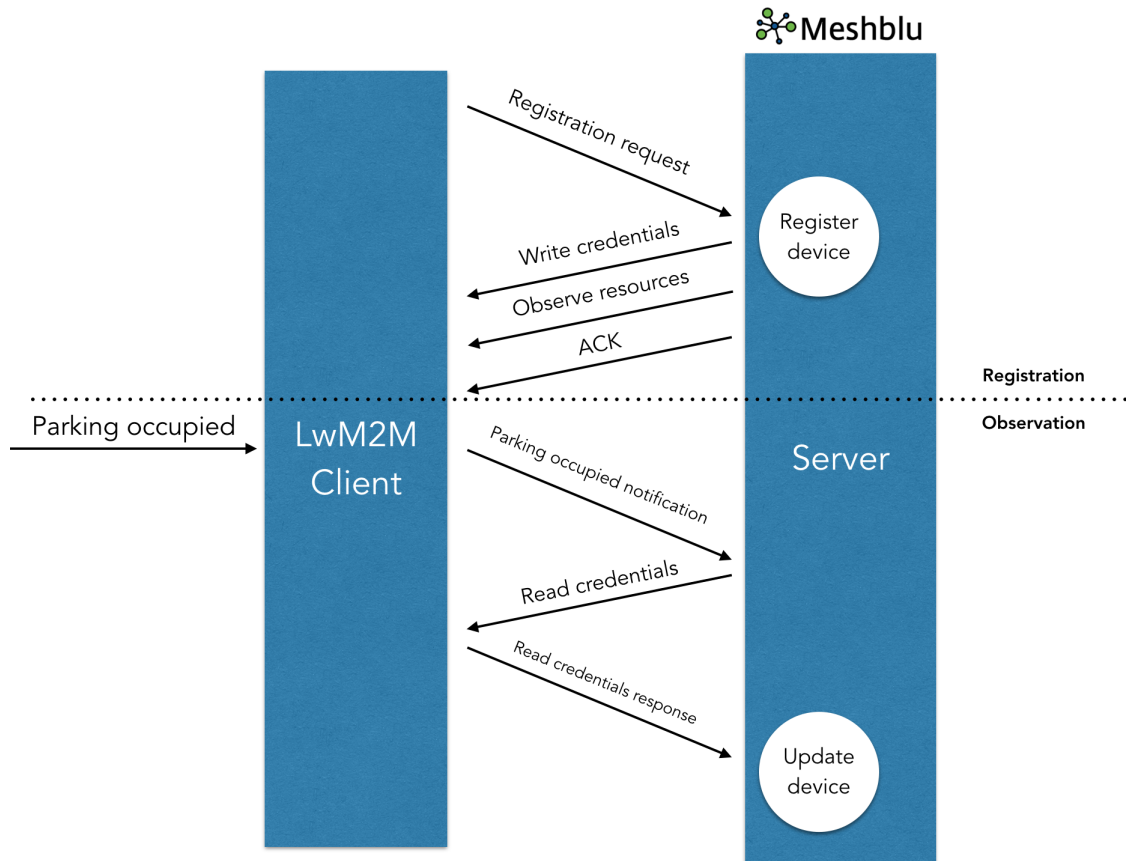 Meshblu
Registration request
Register
device
Write credentials
Observe resources
ACK
Registration
Observation
Parking occupied
LwM2M
Client
Server
Parking occupied notification
Read credentials
Read credentials response
Update
device